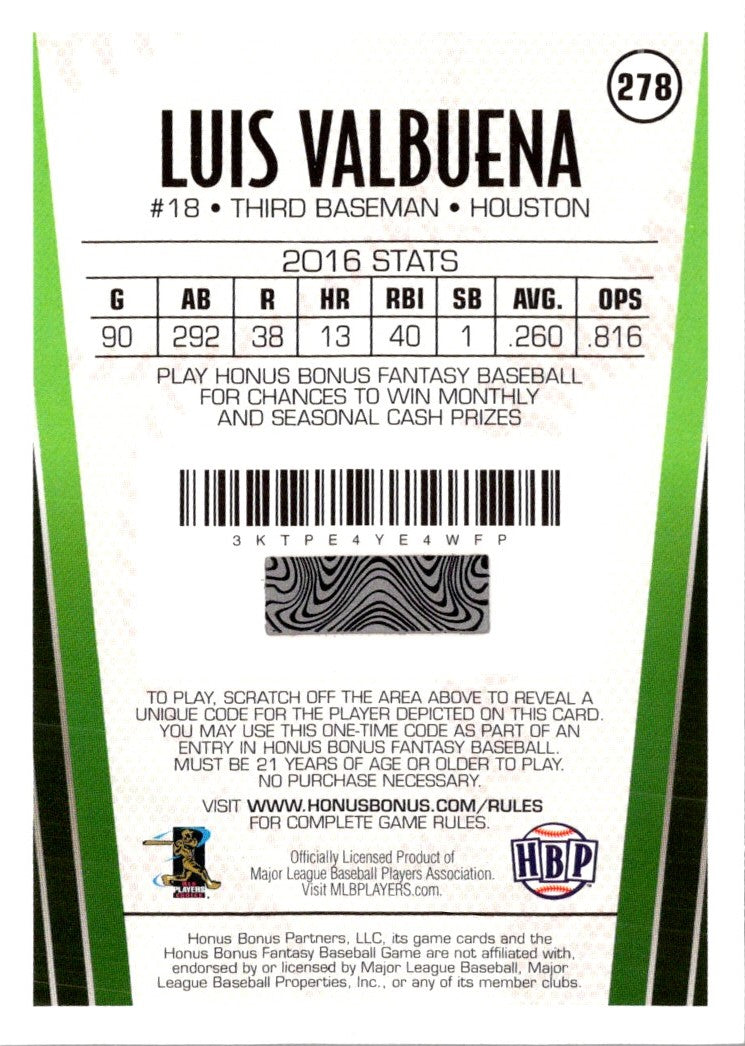 278
LUIS VALBUENA
#18 • THIRD BASEMAN • HOUSTON
2016 STATS
G AB R HR RBI SB AVG. OPS
90 292 38 13 40 1 .260 .816
PLAY HONUS BONUS FANTASY BASEBALL
FOR CHANCES TO WIN MONTHLY
AND SEASONAL CASH PRIZES
3KTPE4YE4WFP
TO PLAY, SCRATCH OFF THE AREA ABOVE TO REVEAL A
UNIQUE CODE FOR THE PLAYER DEPICTED ON THIS CARD.
YOU MAY USE THIS ONE-TIME CODE AS PART OF AN
ENTRY IN HONUS BONUS FANTASY BASEBALL.
MUST BE 21 YEARS OF AGE OR OLDER TO PLAY.
NO PURCHASE NECESSARY.
VISIT WWW.HONUSBONUS.COM/RULES
FOR COMPLETE GAME RULES.
Officially Licensed Product of
Major League Baseball Players Association.
Visit MLBPLAYERS.com.
MLB
PLAYERS
CHOICE
HBP
TM
Honus Bonus Partners, LLC, its game cards and the
Honus Bonus Fantasy Baseball Game are not affiliated with,
endorsed by or licensed by Major League Baseball, Major
League Baseball Properties, Inc., or any of its member clubs.